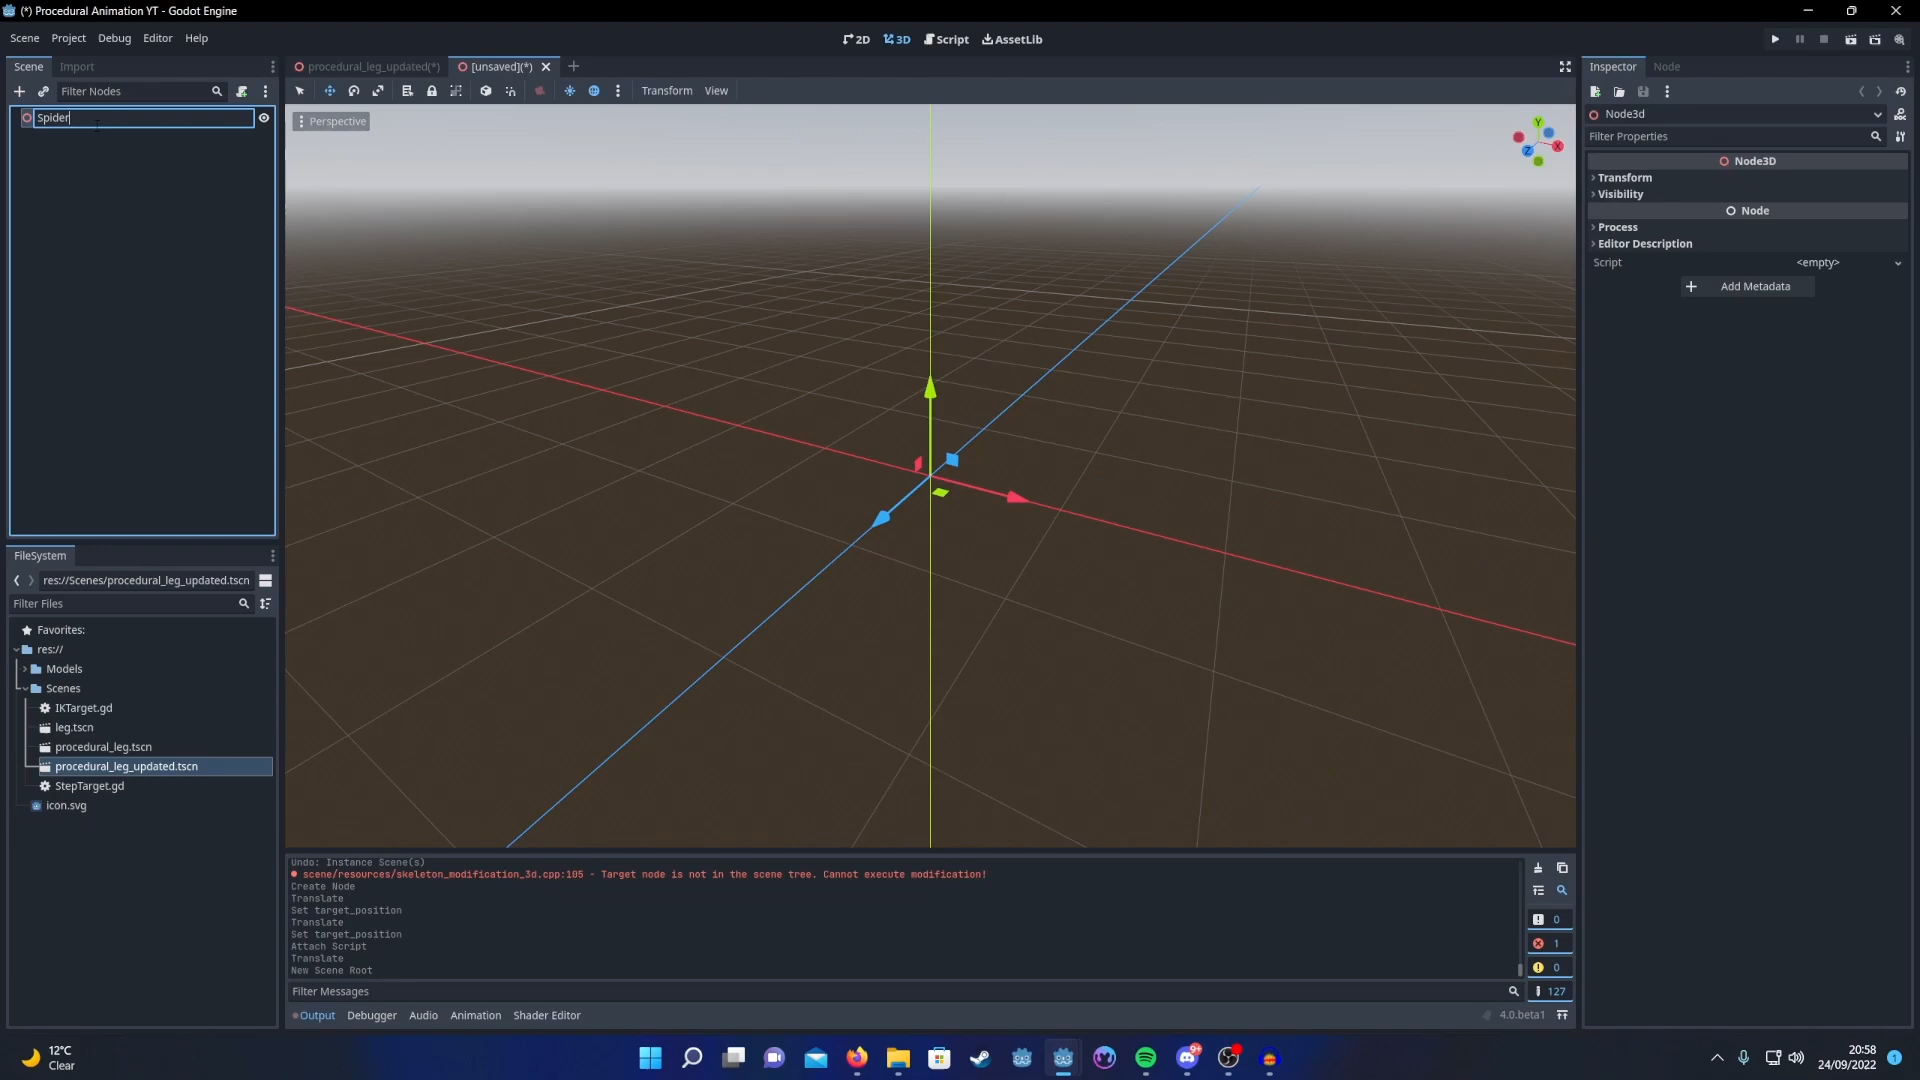 (*) Procedural Animation YT - Godot Engine
Scene Project Debug Editor Help
2D 3D Script AssetLib
Scene Import
procedural_leg_updated(*) [unsaved](*)
Inspector Node
Filter Nodes
Transform View
Spider
Perspective
Y
X
Z
Node3d
Filter Properties
Node3D
Transform
Visibility
Node
Process
Editor Description
Script <empty>
Add Metadata
FileSystem
res://Scenes/procedural_leg_updated.tscn
Filter Files
Favorites:
res://
Models
Scenes
IKTarget.gd
leg.tscn
procedural_leg.tscn
procedural_leg_updated.tscn
StepTarget.gd
icon.svg
Undo: Instance Scene(s)
scene/resources/skeleton_modification_3d.cpp:105 - Target node is not in the scene tree. Cannot execute modification!
Create Node
Translate
Set target_position
Translate
Set target_position
Attach Script
Translate
New Scene Root
Filter Messages
0
1
0
127
Output Debugger Audio Animation Shader Editor
4.0.beta1
12°C
Clear
9+
20:58
24/09/2022
1